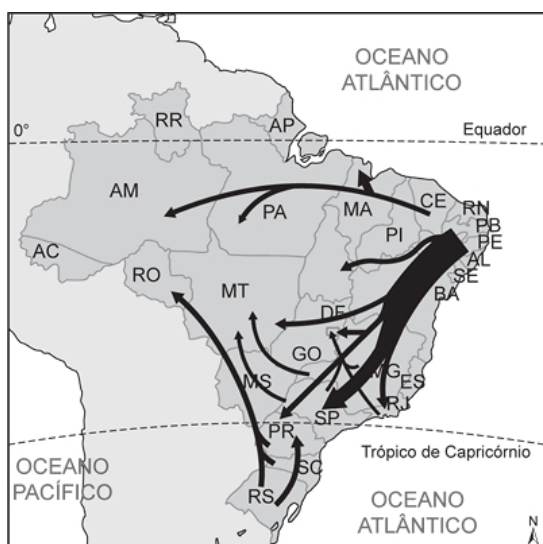 OCEANO
ATLÂNTICO
RR
AP
0°
Equador
AM
PA
MA
CE
RN
PB
PE
AL
SE
BA
PI
AC
RO
MT
DF
GO
MG
ES
MS
SP
RJ
PR
Trópico de Capricórnio
SC
RS
OCEANO
PACÍFICO
OCEANO
ATLÂNTICO
N